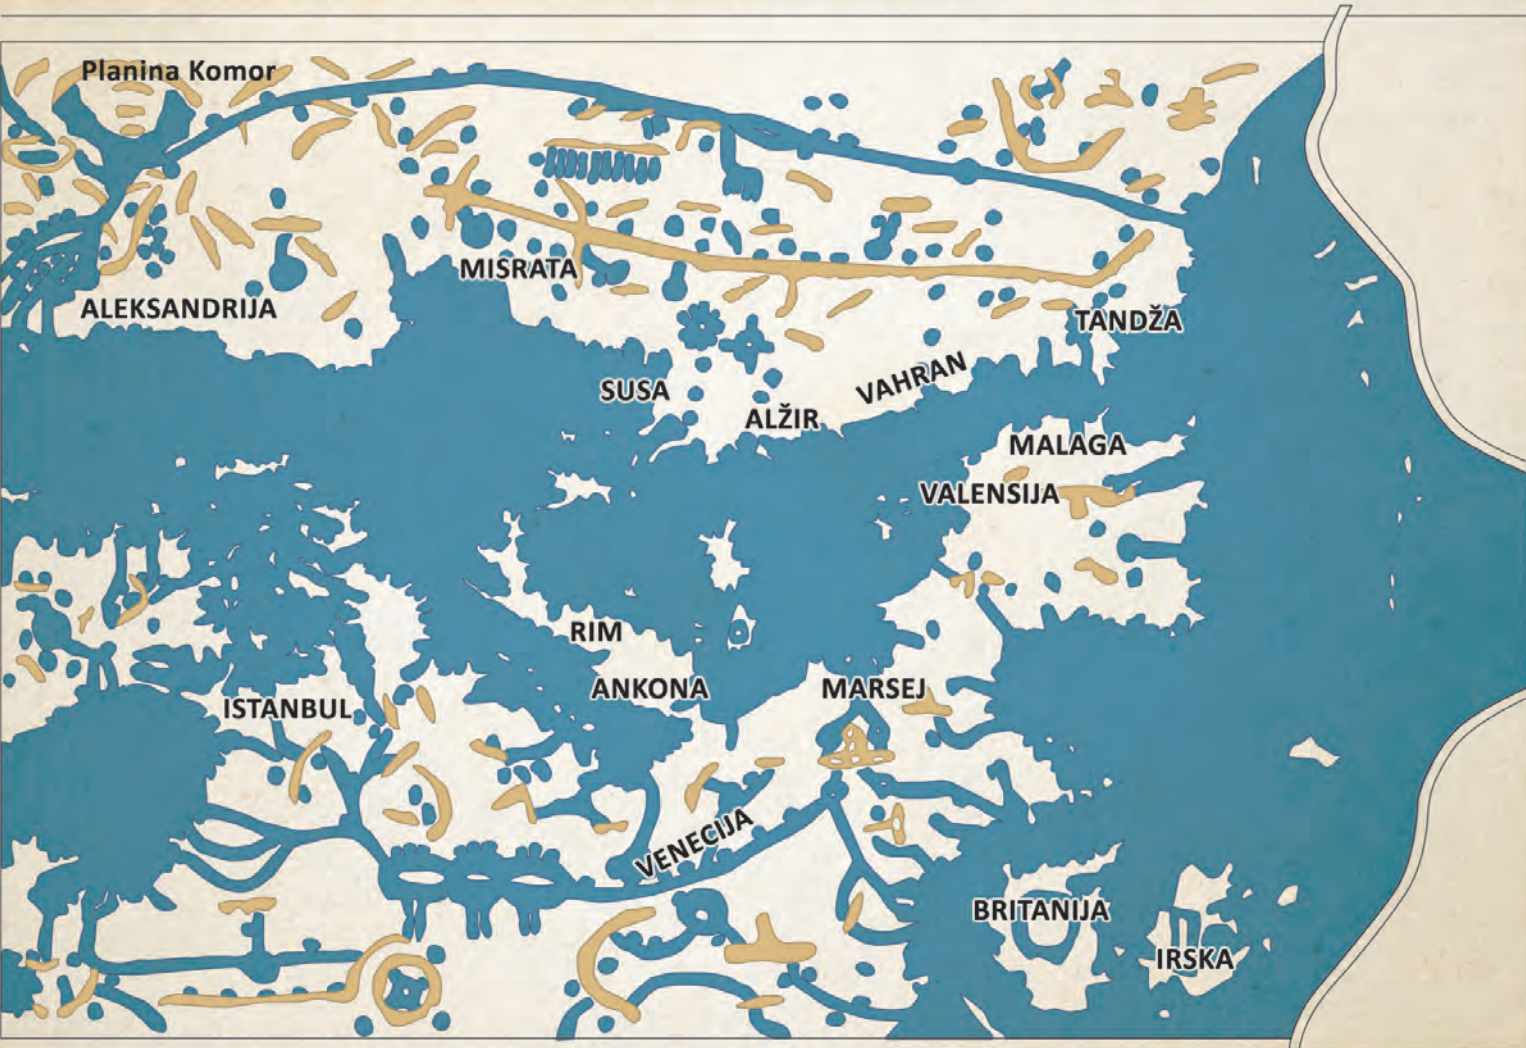 Planina Komor
MISRATA
ALEKSANDRIJA
TANDŽA
SUSA
VAHRAN
ALŽIR
MALAGA
VALENSIJA
RIM
ANKONA
MARSEJ
ISTANBUL
VENECIJA
BRITANIJA
IRSKA